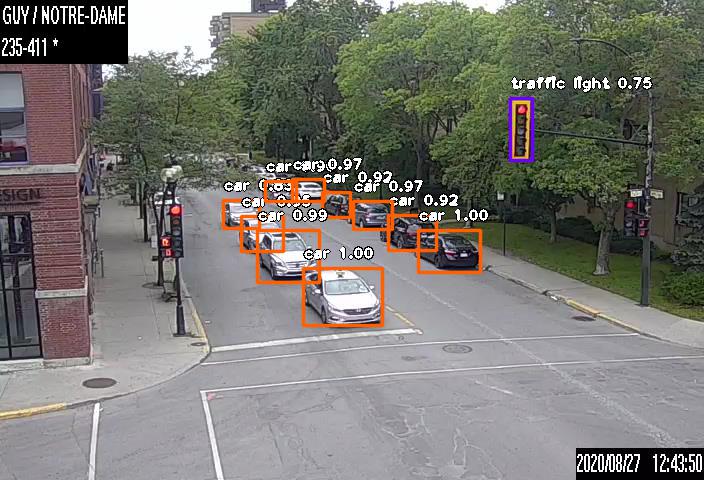 GUY / NOTRE-DAME
235-411 *
traffic light 0.75
car 0.97
car 0.92
car 0.97
car 0.92
car 0.99
car 1.00
car 1.00
SIGN
2020/08/27 12:43:50